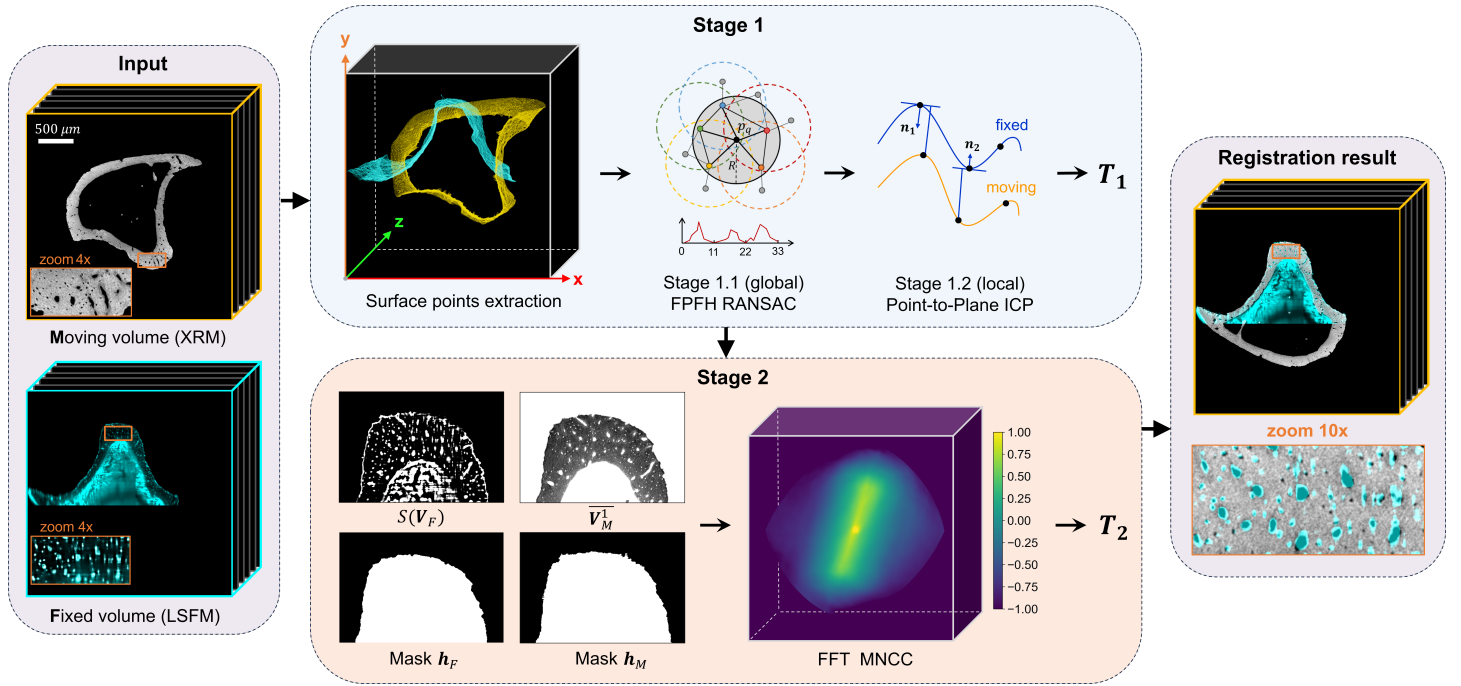 Input
500 μm
zoom 4x
Moving volume (XRM)
zoom 4x
Fixed volume (LSFM)
Stage 1
y
z
x
Surface points extraction
p_q
R
0 11 22 33
Stage 1.1 (global)
FPFH RANSAC
n_1
n_2
fixed
moving
Stage 1.2 (local)
Point-to-Plane ICP
T_1
Stage 2
S(V_F)
\overline{V_M^1}
Mask h_F
Mask h_M
1.00
0.75
0.50
0.25
0.00
−0.25
−0.50
−0.75
−1.00
FFT MNCC
T_2
Registration result
zoom 10x